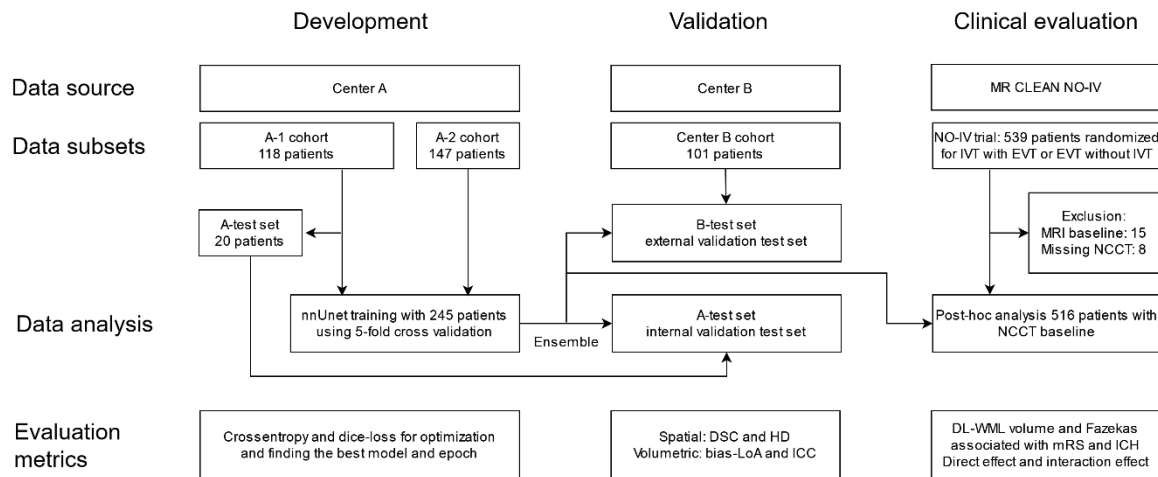 Development
Validation
Clinical evaluation
Data source
Center A
Center B
MR CLEAN NO-IV
Data subsets
A-1 cohort
118 patients
A-2 cohort
147 patients
Center B cohort
101 patients
NO-IV trial: 539 patients randomized
for IVT with EVT or EVT without IVT
A-test set
20 patients
B-test set
external validation test set
Exclusion:
MRI baseline: 15
Missing NCCT: 8
Data analysis
nnUnet training with 245 patients
using 5-fold cross validation
Ensemble
A-test set
internal validation test set
Post-hoc analysis 516 patients with
NCCT baseline
Evaluation
metrics
Crossentropy and dice-loss for optimization
and finding the best model and epoch
Spatial: DSC and HD
Volumetric: bias-LoA and ICC
DL-WML volume and Fazekas
associated with mRS and ICH
Direct effect and interaction effect